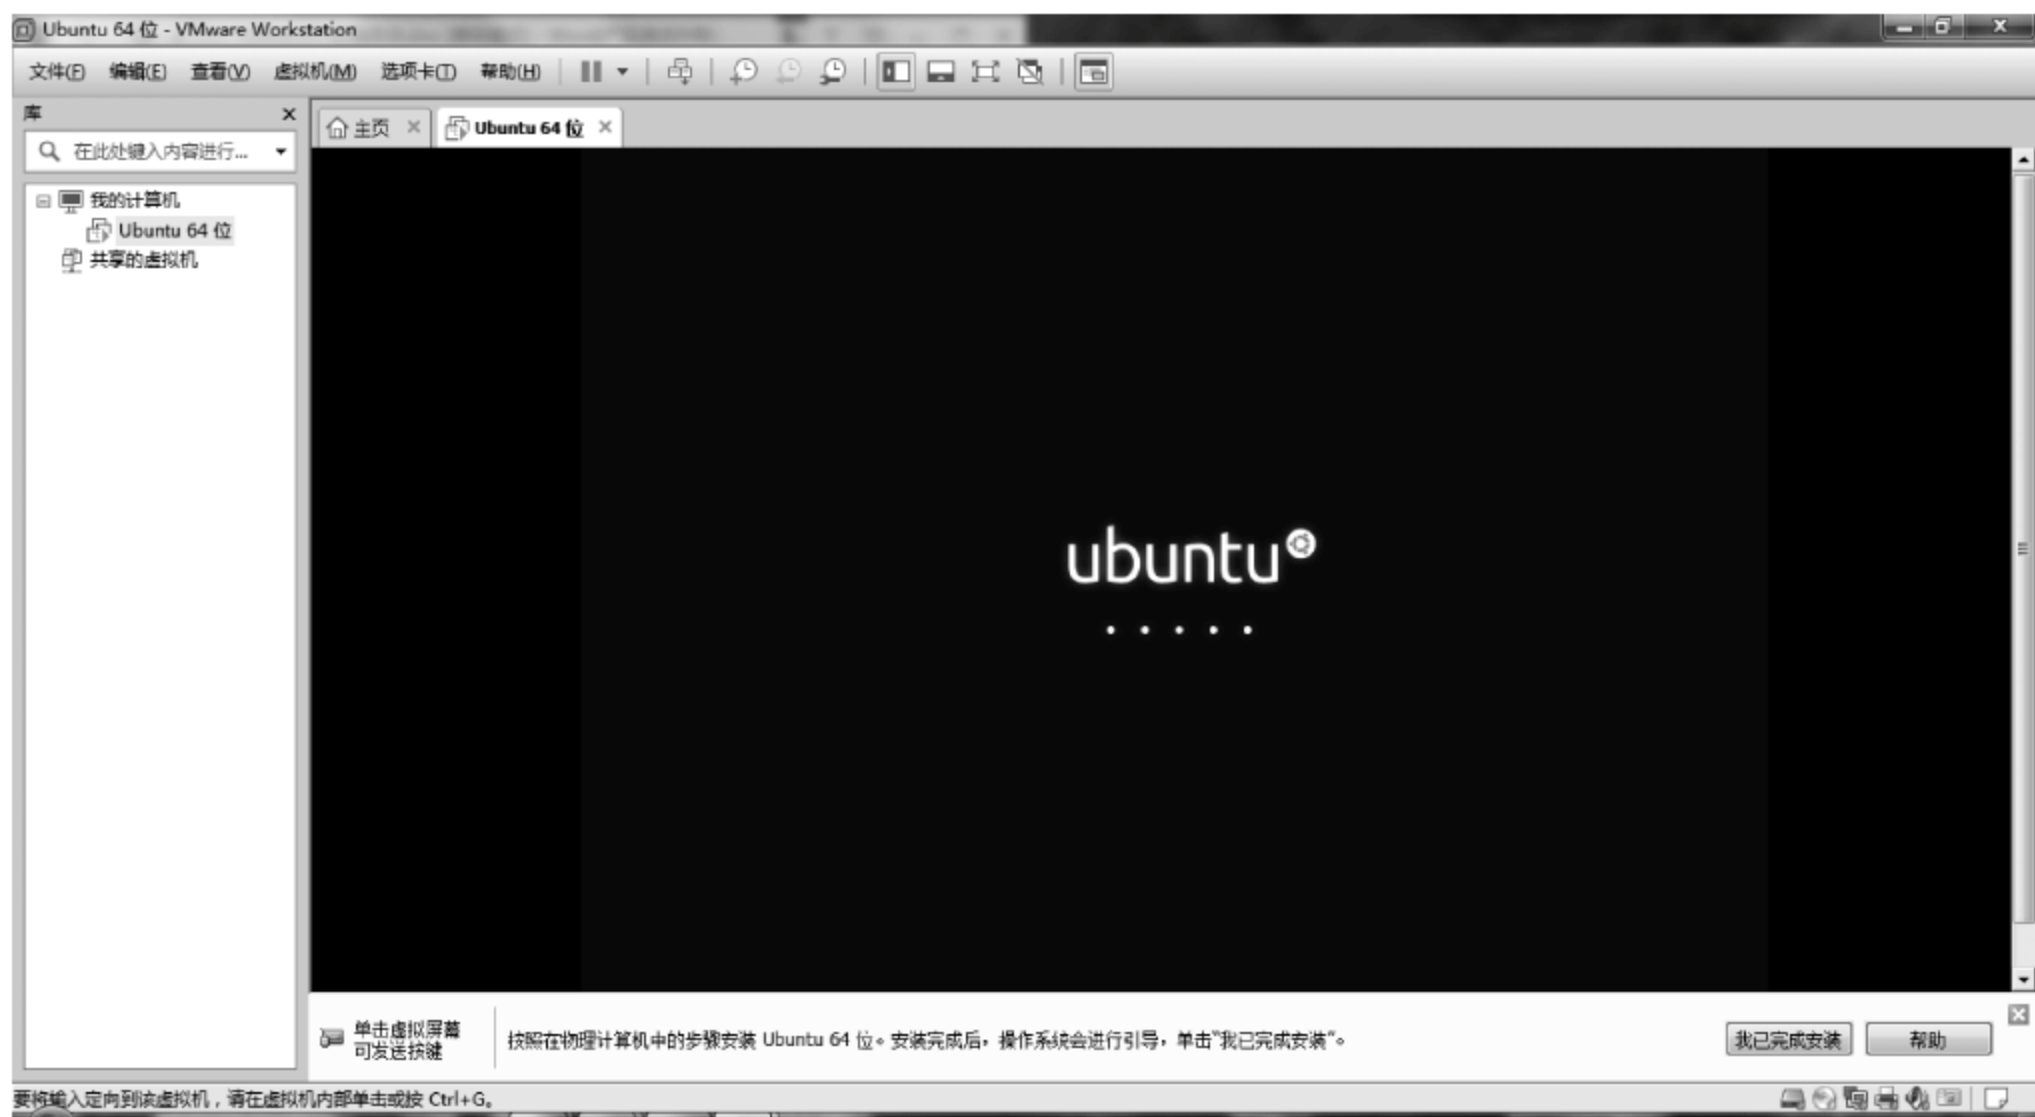 Ubuntu 64 位 - VMware Workstation
文件(F) 编辑(E) 查看(V) 虚拟机(M) 选项卡(T) 帮助(H)
库
主页
Ubuntu 64 位
在此处键入内容进行...
我的计算机
Ubuntu 64 位
共享的虚拟机
ubuntu
单击虚拟屏幕
可发送按键
按照在物理计算机中的步骤安装 Ubuntu 64 位。安装完成后，操作系统会进行引导，单击"我已完成安装"。
我已完成安装
帮助
要将输入定向到该虚拟机，请在虚拟机内部单击或按 Ctrl+G。